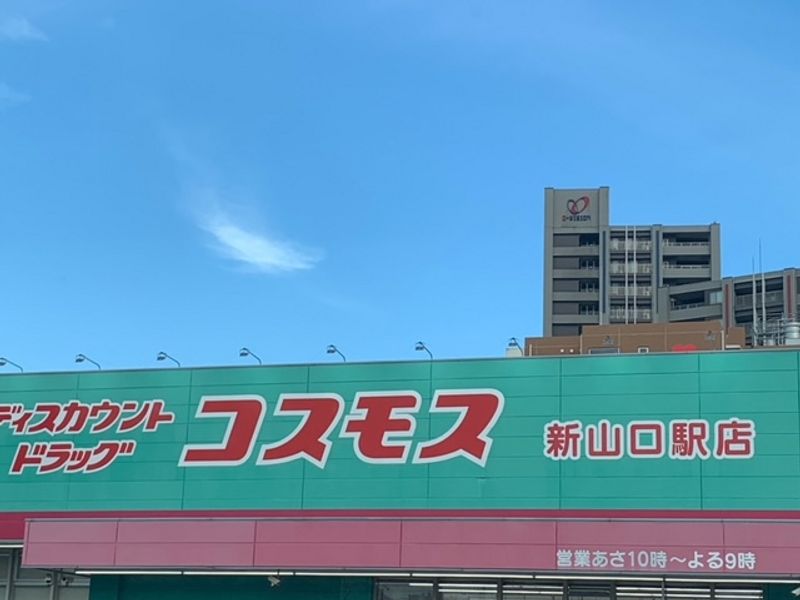 ディスカウント
ドラッグ
コスモス
新山口駅店
営業あさ10時～よる9時